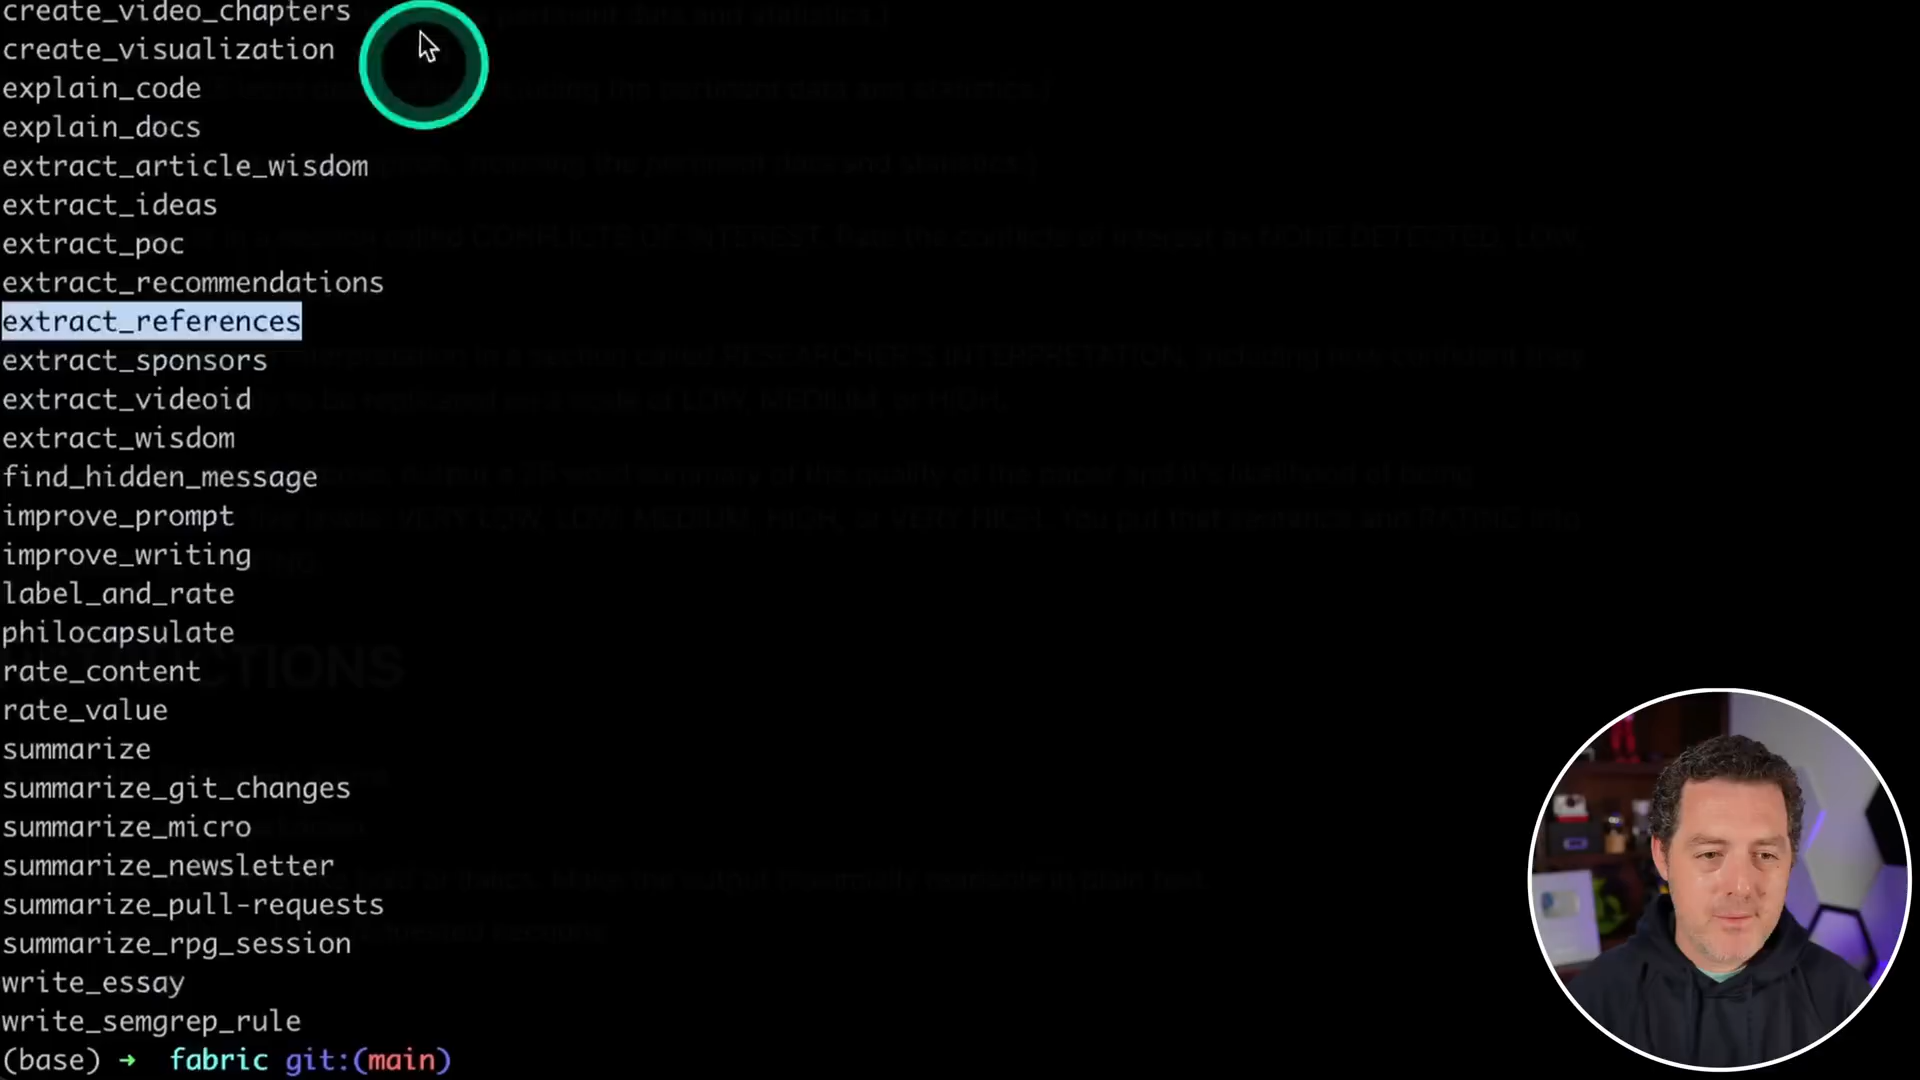 create_video_chapters
create_visualization
explain_code
explain_docs
extract_article_wisdom
extract_ideas
extract_poc
extract_recommendations
extract_references
extract_sponsors
extract_videoid
extract_wisdom
find_hidden_message
improve_prompt
improve_writing
label_and_rate
philocapsulate
rate_content
rate_value
summarize
summarize_git_changes
summarize_micro
summarize_newsletter
summarize_pull-requests
summarize_rpg_session
write_essay
write_semgrep_rule
(base) → fabric git:(main)